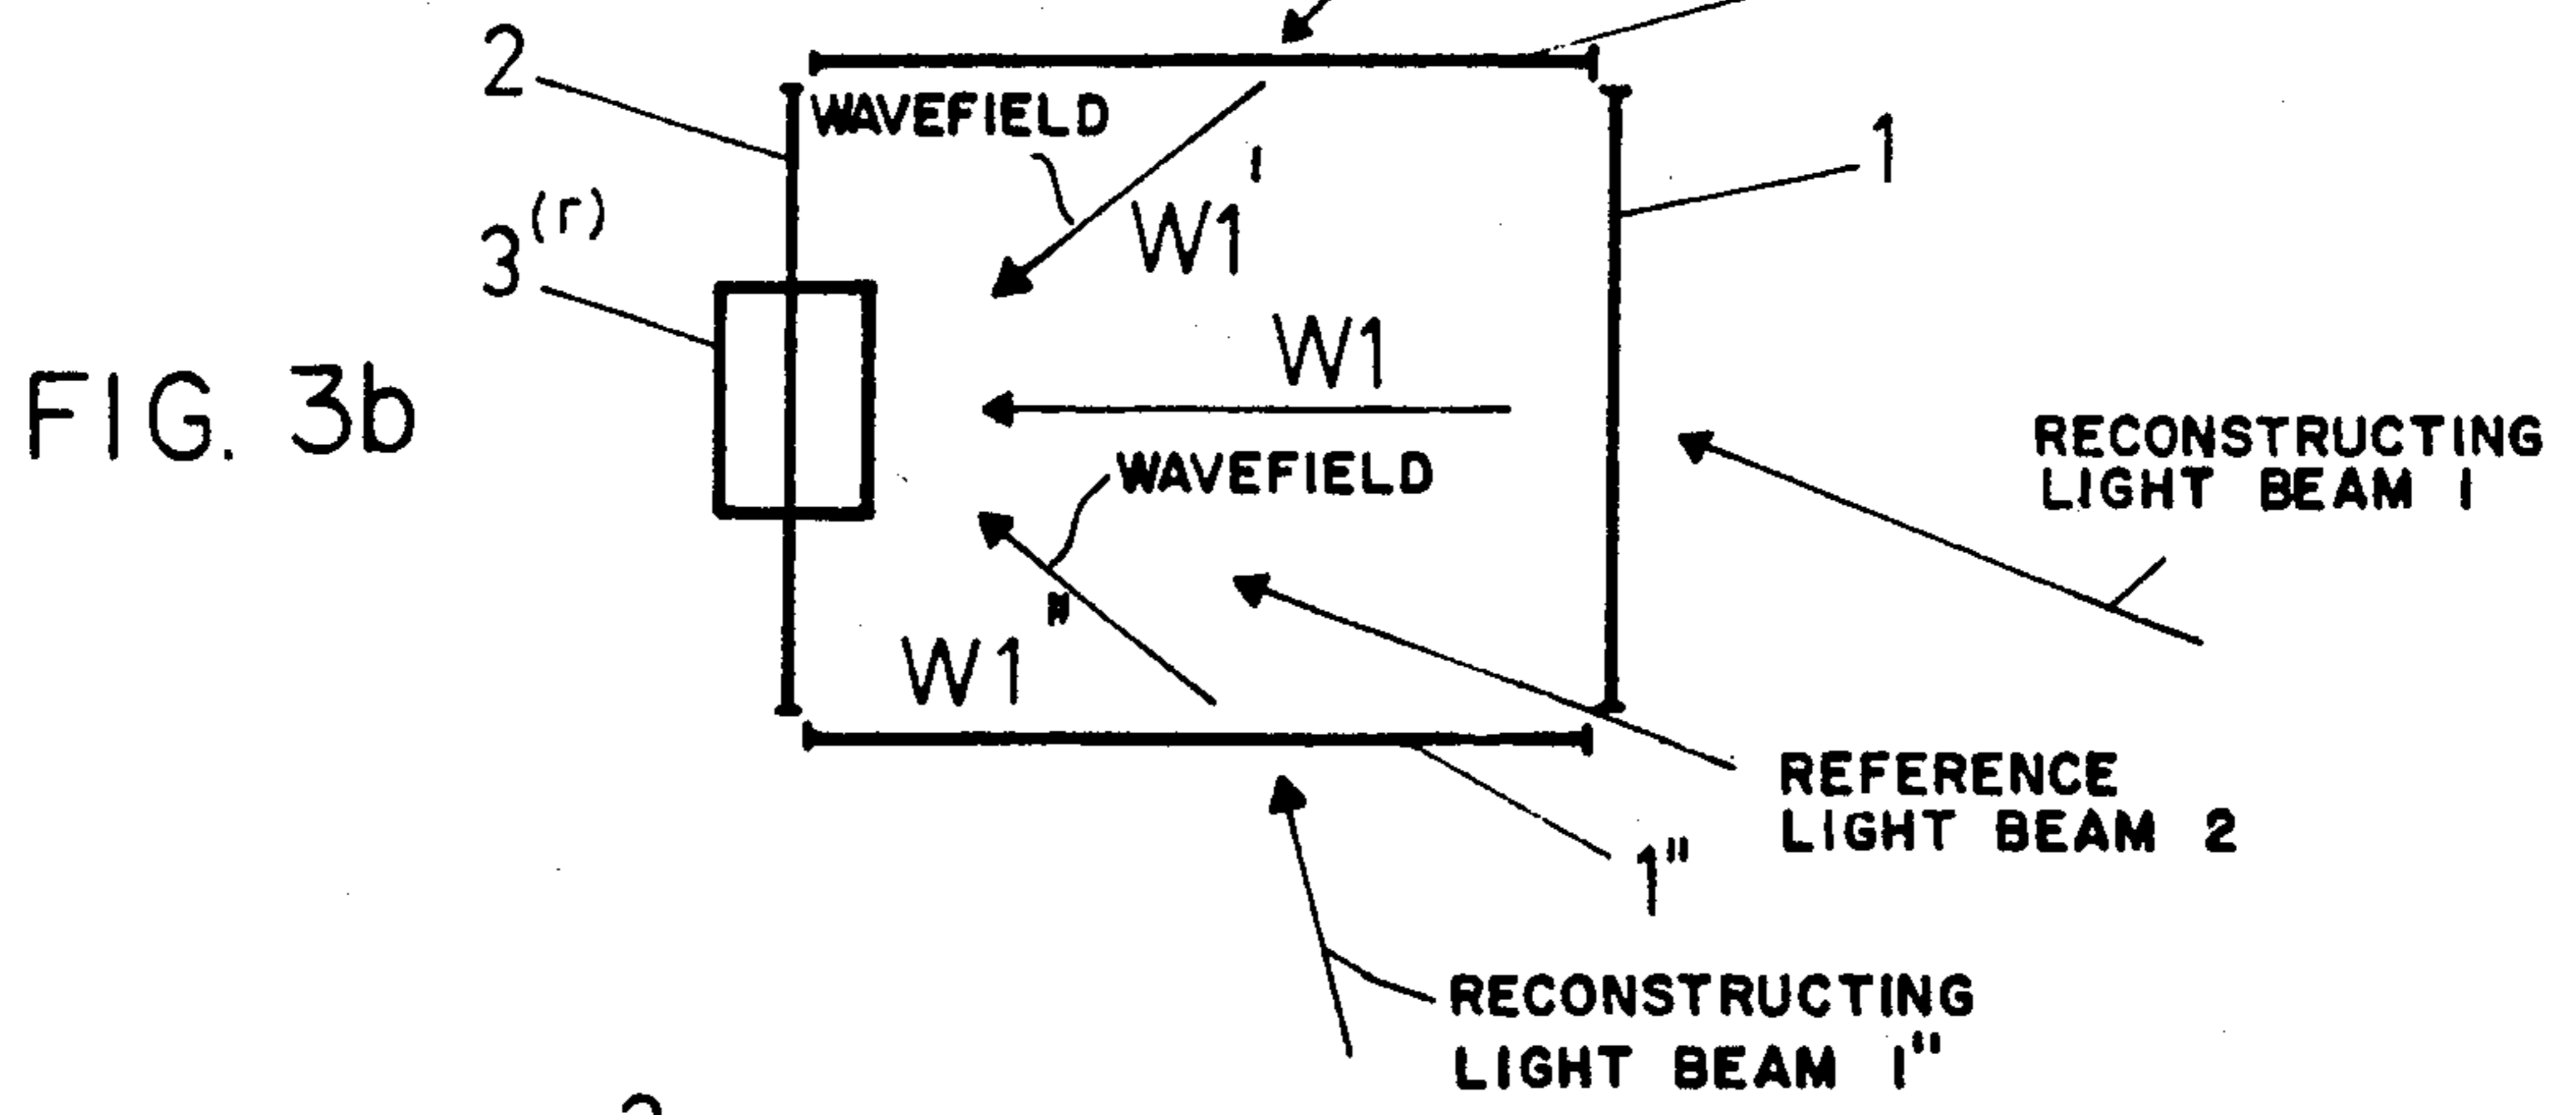 2
WAVEFIELD
1
3(r)
W1'
W1
FIG. 3b
RECONSTRUCTING
LIGHT BEAM 1
WAVEFIELD
W1"
REFERENCE
LIGHT BEAM 2
1"
RECONSTRUCTING
LIGHT BEAM 1"